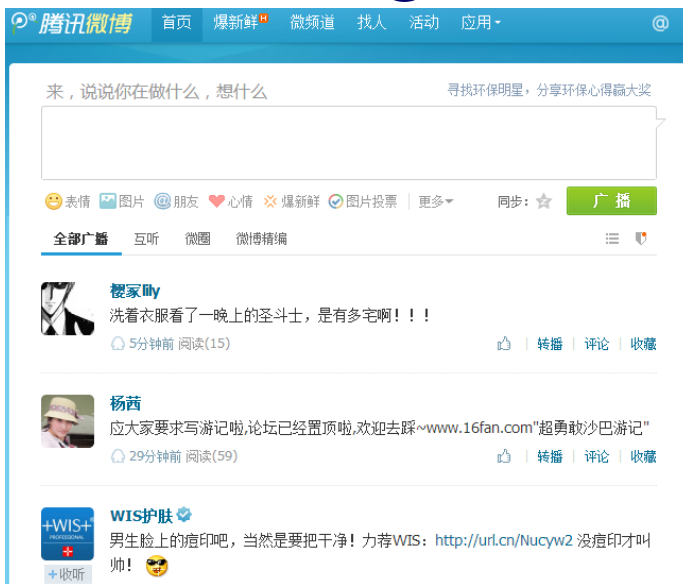 腾讯微博 首页 爆新鲜H 微频道 找人 活动 应用 @
来，说说你在做什么，想什么 寻找环保明星，分享环保心得赢大奖
表情 图片 @朋友 心情 爆新鲜 图片投票 更多 同步： 广播
全部广播 互听 微圈 微博精编
樱冢lily
洗着衣服看了一晚上的圣斗士，是有多宅啊！！！
5分钟前 阅读(15) 转播 评论 收藏
杨茜
应大家要求写游记啦,论坛已经置顶啦,欢迎去踩~www.16fan.com"超勇敢沙巴游记"
29分钟前 阅读(59) 转播 评论 收藏
WIS护肤
+WIS+
PROFESSIONAL
男生脸上的痘印吧，当然是要把干净！力荐WIS：http://url.cn/Nucyw2 没痘印才叫
帅！
+收听